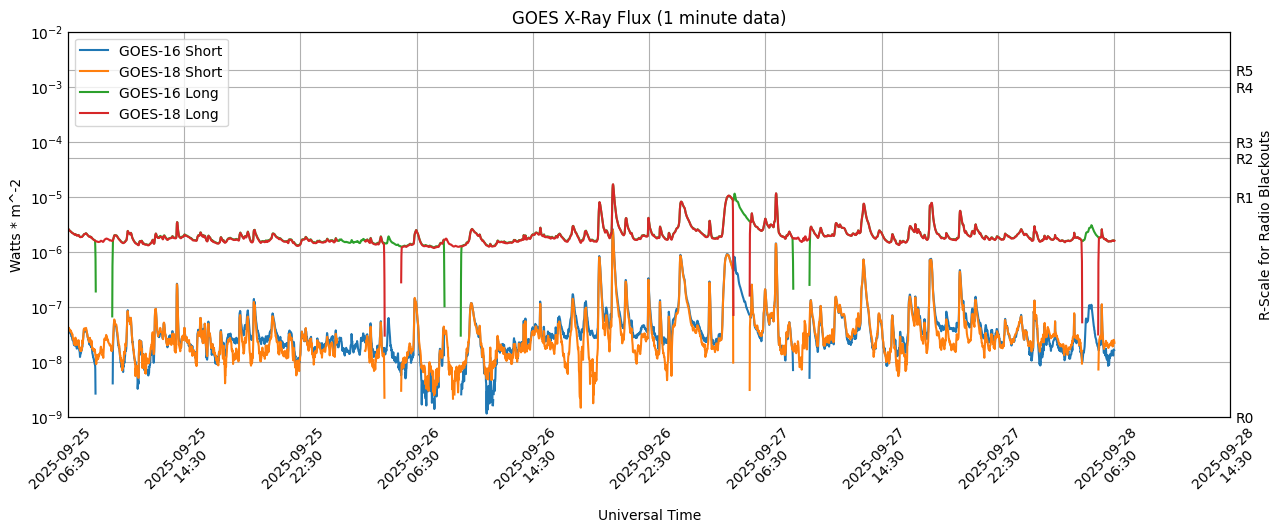 GOES X-Ray Flux (1 minute data)
GOES-16 Short
GOES-18 Short
GOES-16 Long
GOES-18 Long
10⁻²
10⁻³
10⁻⁴
10⁻⁵
10⁻⁶
10⁻⁷
10⁻⁸
10⁻⁹
Watts * m^-2
R5
R4
R3
R2
R1
R0
R-Scale for Radio Blackouts
2025-09-25
06:30
2025-09-25
14:30
2025-09-25
22:30
2025-09-26
06:30
2025-09-26
14:30
2025-09-26
22:30
2025-09-27
06:30
2025-09-27
14:30
2025-09-27
22:30
2025-09-28
06:30
2025-09-28
14:30
Universal Time